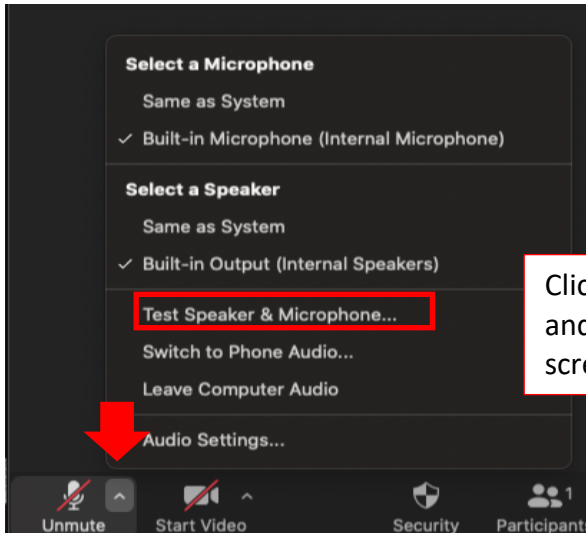 Select a Microphone
Same as System
✓ Built-in Microphone (Internal Microphone)
Select a Speaker
Same as System
✓ Built-in Output (Internal Speakers)
Test Speaker & Microphone...
Switch to Phone Audio...
Leave Computer Audio
Audio Settings...
Unmute
Start Video
Security
1
Participants